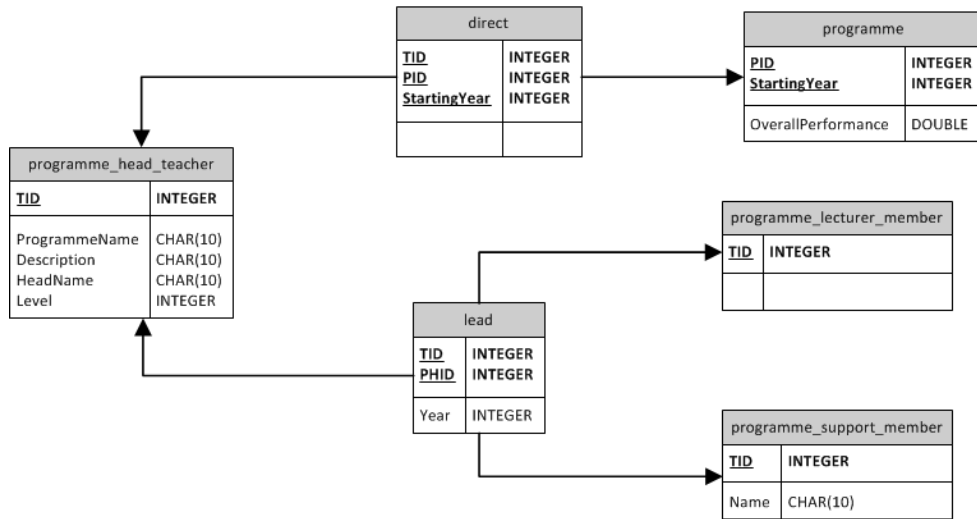 direct
TID INTEGER
PID INTEGER
StartingYear INTEGER
programme
PID INTEGER
StartingYear INTEGER
OverallPerformance DOUBLE
programme_head_teacher
TID INTEGER
ProgrammeName CHAR(10)
Description CHAR(10)
HeadName CHAR(10)
Level INTEGER
programme_lecturer_member
TID INTEGER
lead
TID INTEGER
PHID INTEGER
Year INTEGER
programme_support_member
TID INTEGER
Name CHAR(10)